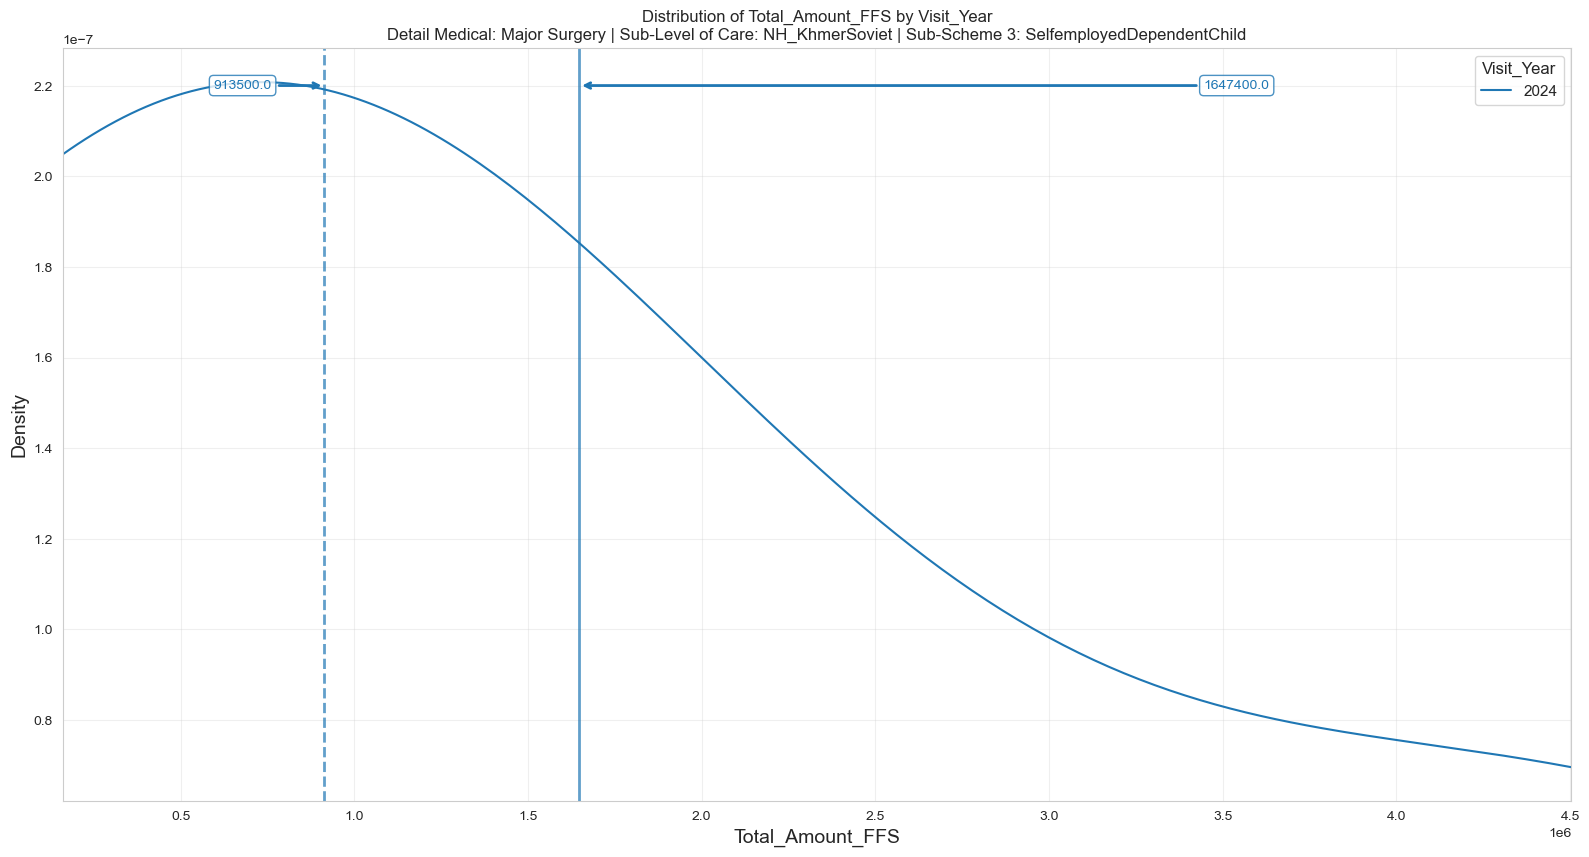 Distribution of Total_Amount_FFS by Visit_Year
Detail Medical: Major Surgery | Sub-Level of Care: NH_KhmerSoviet | Sub-Scheme 3: SelfemployedDependentChild
1e−7
913500.0
1647400.0
Visit_Year
2024
2.2
2.0
1.8
1.6
1.4
1.2
1.0
0.8
Density
0.5 1.0 1.5 2.0 2.5 3.0 3.5 4.0 4.5
1e6
Total_Amount_FFS